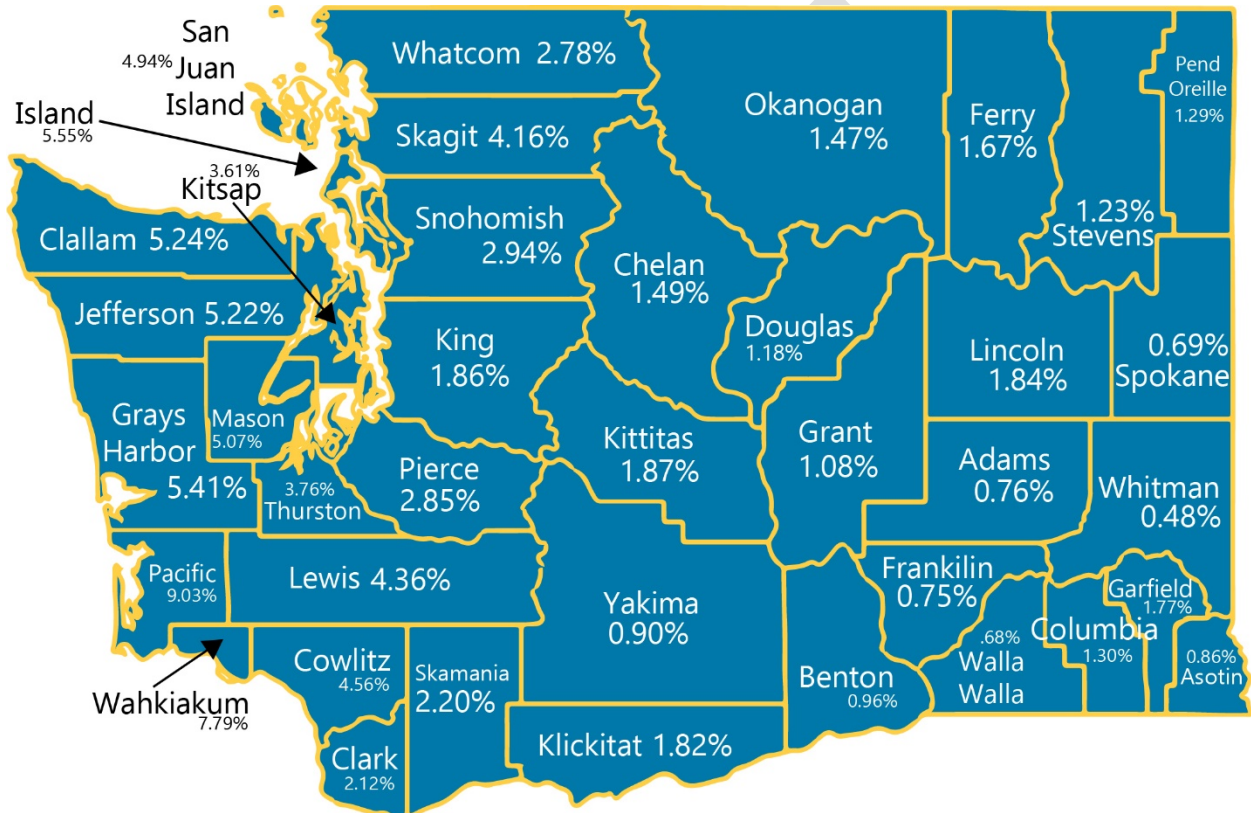 San
4.94% Juan
Island
Island
5.55%
3.61%
Kitsap
Whatcom 2.78%
Skagit 4.16%
Okanogan
1.47%
Ferry
1.67%
Pend
Oreille
1.29%
1.23%
Stevens
Clallam 5.24%
Snohomish
2.94%
Chelan
1.49%
Jefferson 5.22%
King
1.86%
Douglas
1.18%
Lincoln
1.84%
0.69%
Spokane
Grays
Harbor
5.41%
Mason
5.07%
Kittitas
1.87%
Grant
1.08%
Adams
0.76%
Whitman
0.48%
3.76%
Thurston
Pierce
2.85%
Pacific
9.03%
Lewis 4.36%
Yakima
0.90%
Frankilin
0.75%
Garfield
1.77%
.68%
Walla
Walla
Columbia
1.30%
0.86%
Asotin
Wahkiakum
7.79%
Cowlitz
4.56%
Skamania
2.20%
Benton
0.96%
Clark
2.12%
Klickitat 1.82%